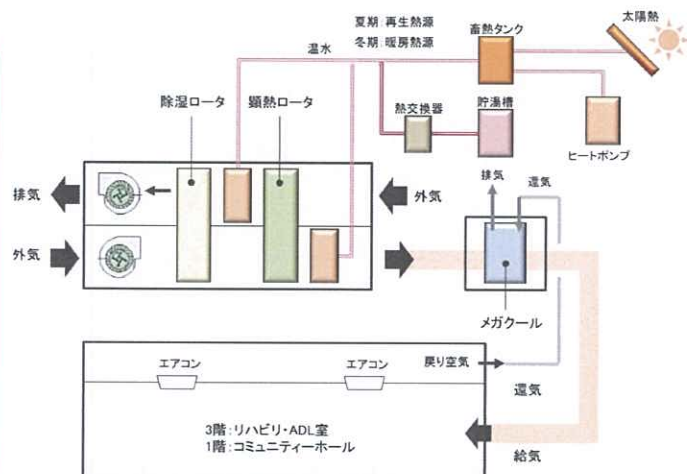 夏期：再生熱源
冬期：暖房熱源
温水
畜熱タンク
太陽熱
除湿ロータ
顕熱ロータ
熱交換器
貯湯槽
ヒートポンプ
排気
外気
排気
還気
外気
メガクール
エアコン
エアコン
戻り空気
還気
3階：リハビリ・ADL室
1階：コミュニティーホール
給気